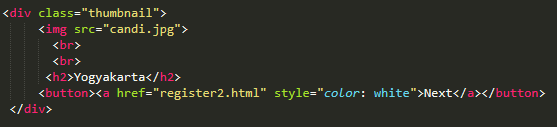 <div class="thumbnail">
<img src="candi.jpg">
<br>
<br>
<h2>Yogyakarta</h2>
<button><a href="register2.html" style="color: white">Next</a></button>
</div>